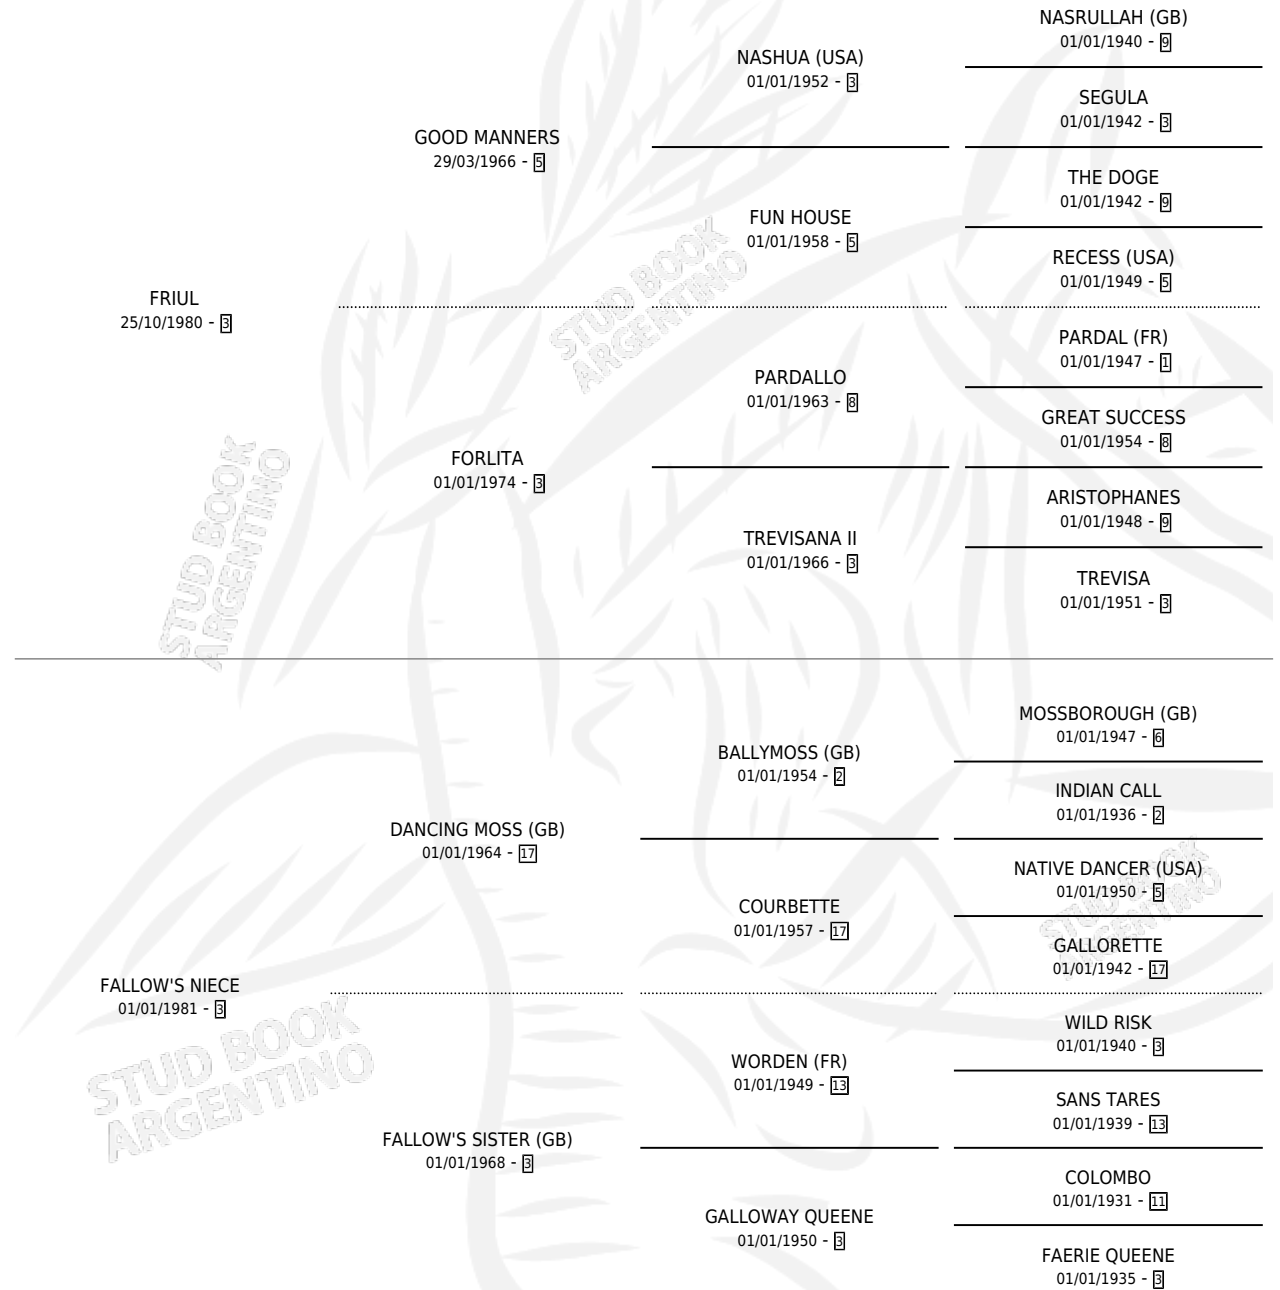 NASRULLAH (GB)
01/01/1940 - 9
NASHUA (USA)
01/01/1952 - 3
SEGULA
01/01/1942 - 3
GOOD MANNERS
29/03/1966 - 5
THE DOGE
01/01/1942 - 9
FUN HOUSE
01/01/1958 - 5
RECESS (USA)
01/01/1949 - 5
FRIUL
25/10/1980 - 3
PARDAL (FR)
01/01/1947 - 1
PARDALLO
01/01/1963 - 8
GREAT SUCCESS
01/01/1954 - 8
FORLITA
01/01/1974 - 3
ARISTOPHANES
01/01/1948 - 9
TREVISANA II
01/01/1966 - 3
TREVISA
01/01/1951 - 3
STUD BOOK
ARGENTINO
STUD BOOK
ARGENTINO
MOSSBOROUGH (GB)
01/01/1947 - 6
BALLYMOSS (GB)
01/01/1954 - 2
INDIAN CALL
01/01/1936 - 2
DANCING MOSS (GB)
01/01/1964 - 17
NATIVE DANCER (USA)
01/01/1950 - 5
COURBETTE
01/01/1957 - 17
GALLORETTE
01/01/1942 - 17
FALLOW'S NIECE
01/01/1981 - 3
WILD RISK
01/01/1940 - 3
WORDEN (FR)
01/01/1949 - 13
SANS TARES
01/01/1939 - 13
FALLOW'S SISTER (GB)
01/01/1968 - 3
COLOMBO
01/01/1931 - 11
GALLOWAY QUEENE
01/01/1950 - 3
FAERIE QUEENE
01/01/1935 - 3
STUD BOOK
ARGENTINO
STUD BOOK
ARGENTINO